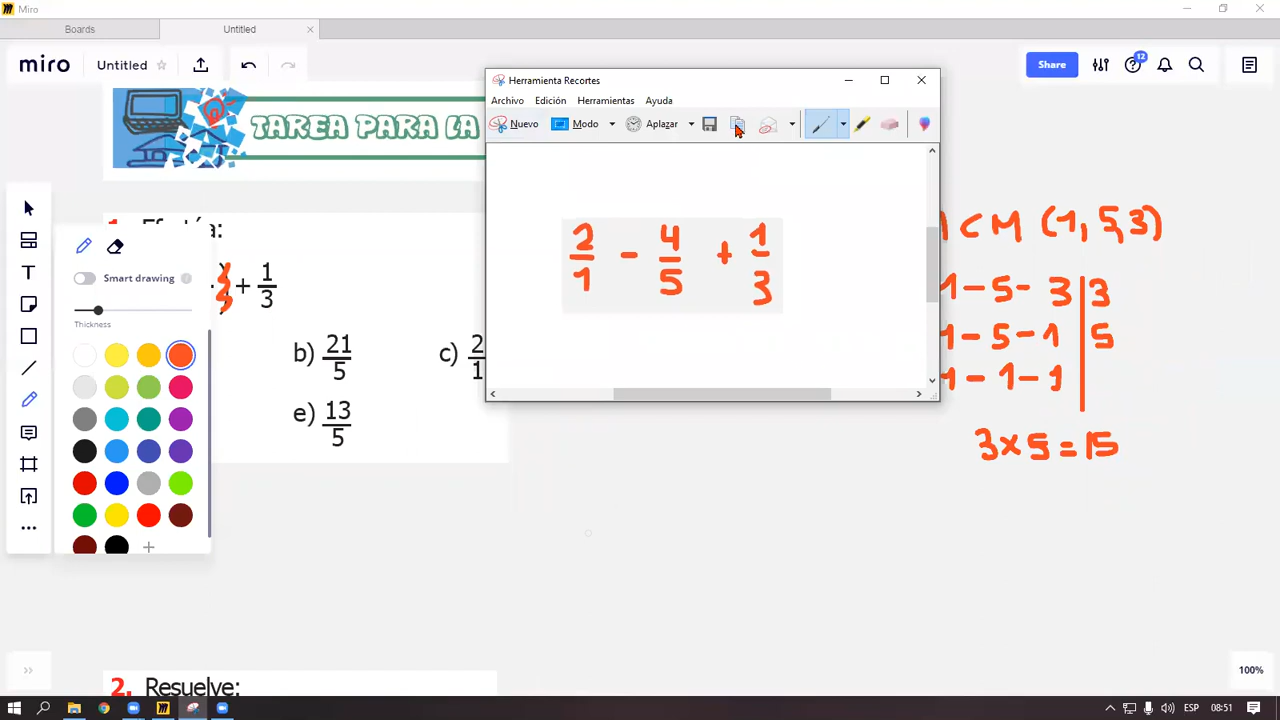 Miro
Boards
Untitled
miro
Untitled
12
Share
TAREA PARA LA
Herramienta Recortes
Archivo Edición Herramientas Ayuda
Nuevo Modo Aplazar
2/1 - 4/5 + 1/3
M C M (1, 5, 3)
1 - 5 - 3 | 3
1 - 5 - 1 | 5
1 - 1 - 1
3 x 5 = 15
1.
+ 1/3
b) 21/5
c)
e) 13/5
Smart drawing
Thickness
2. Resuelve:
100%
ESP 08:51